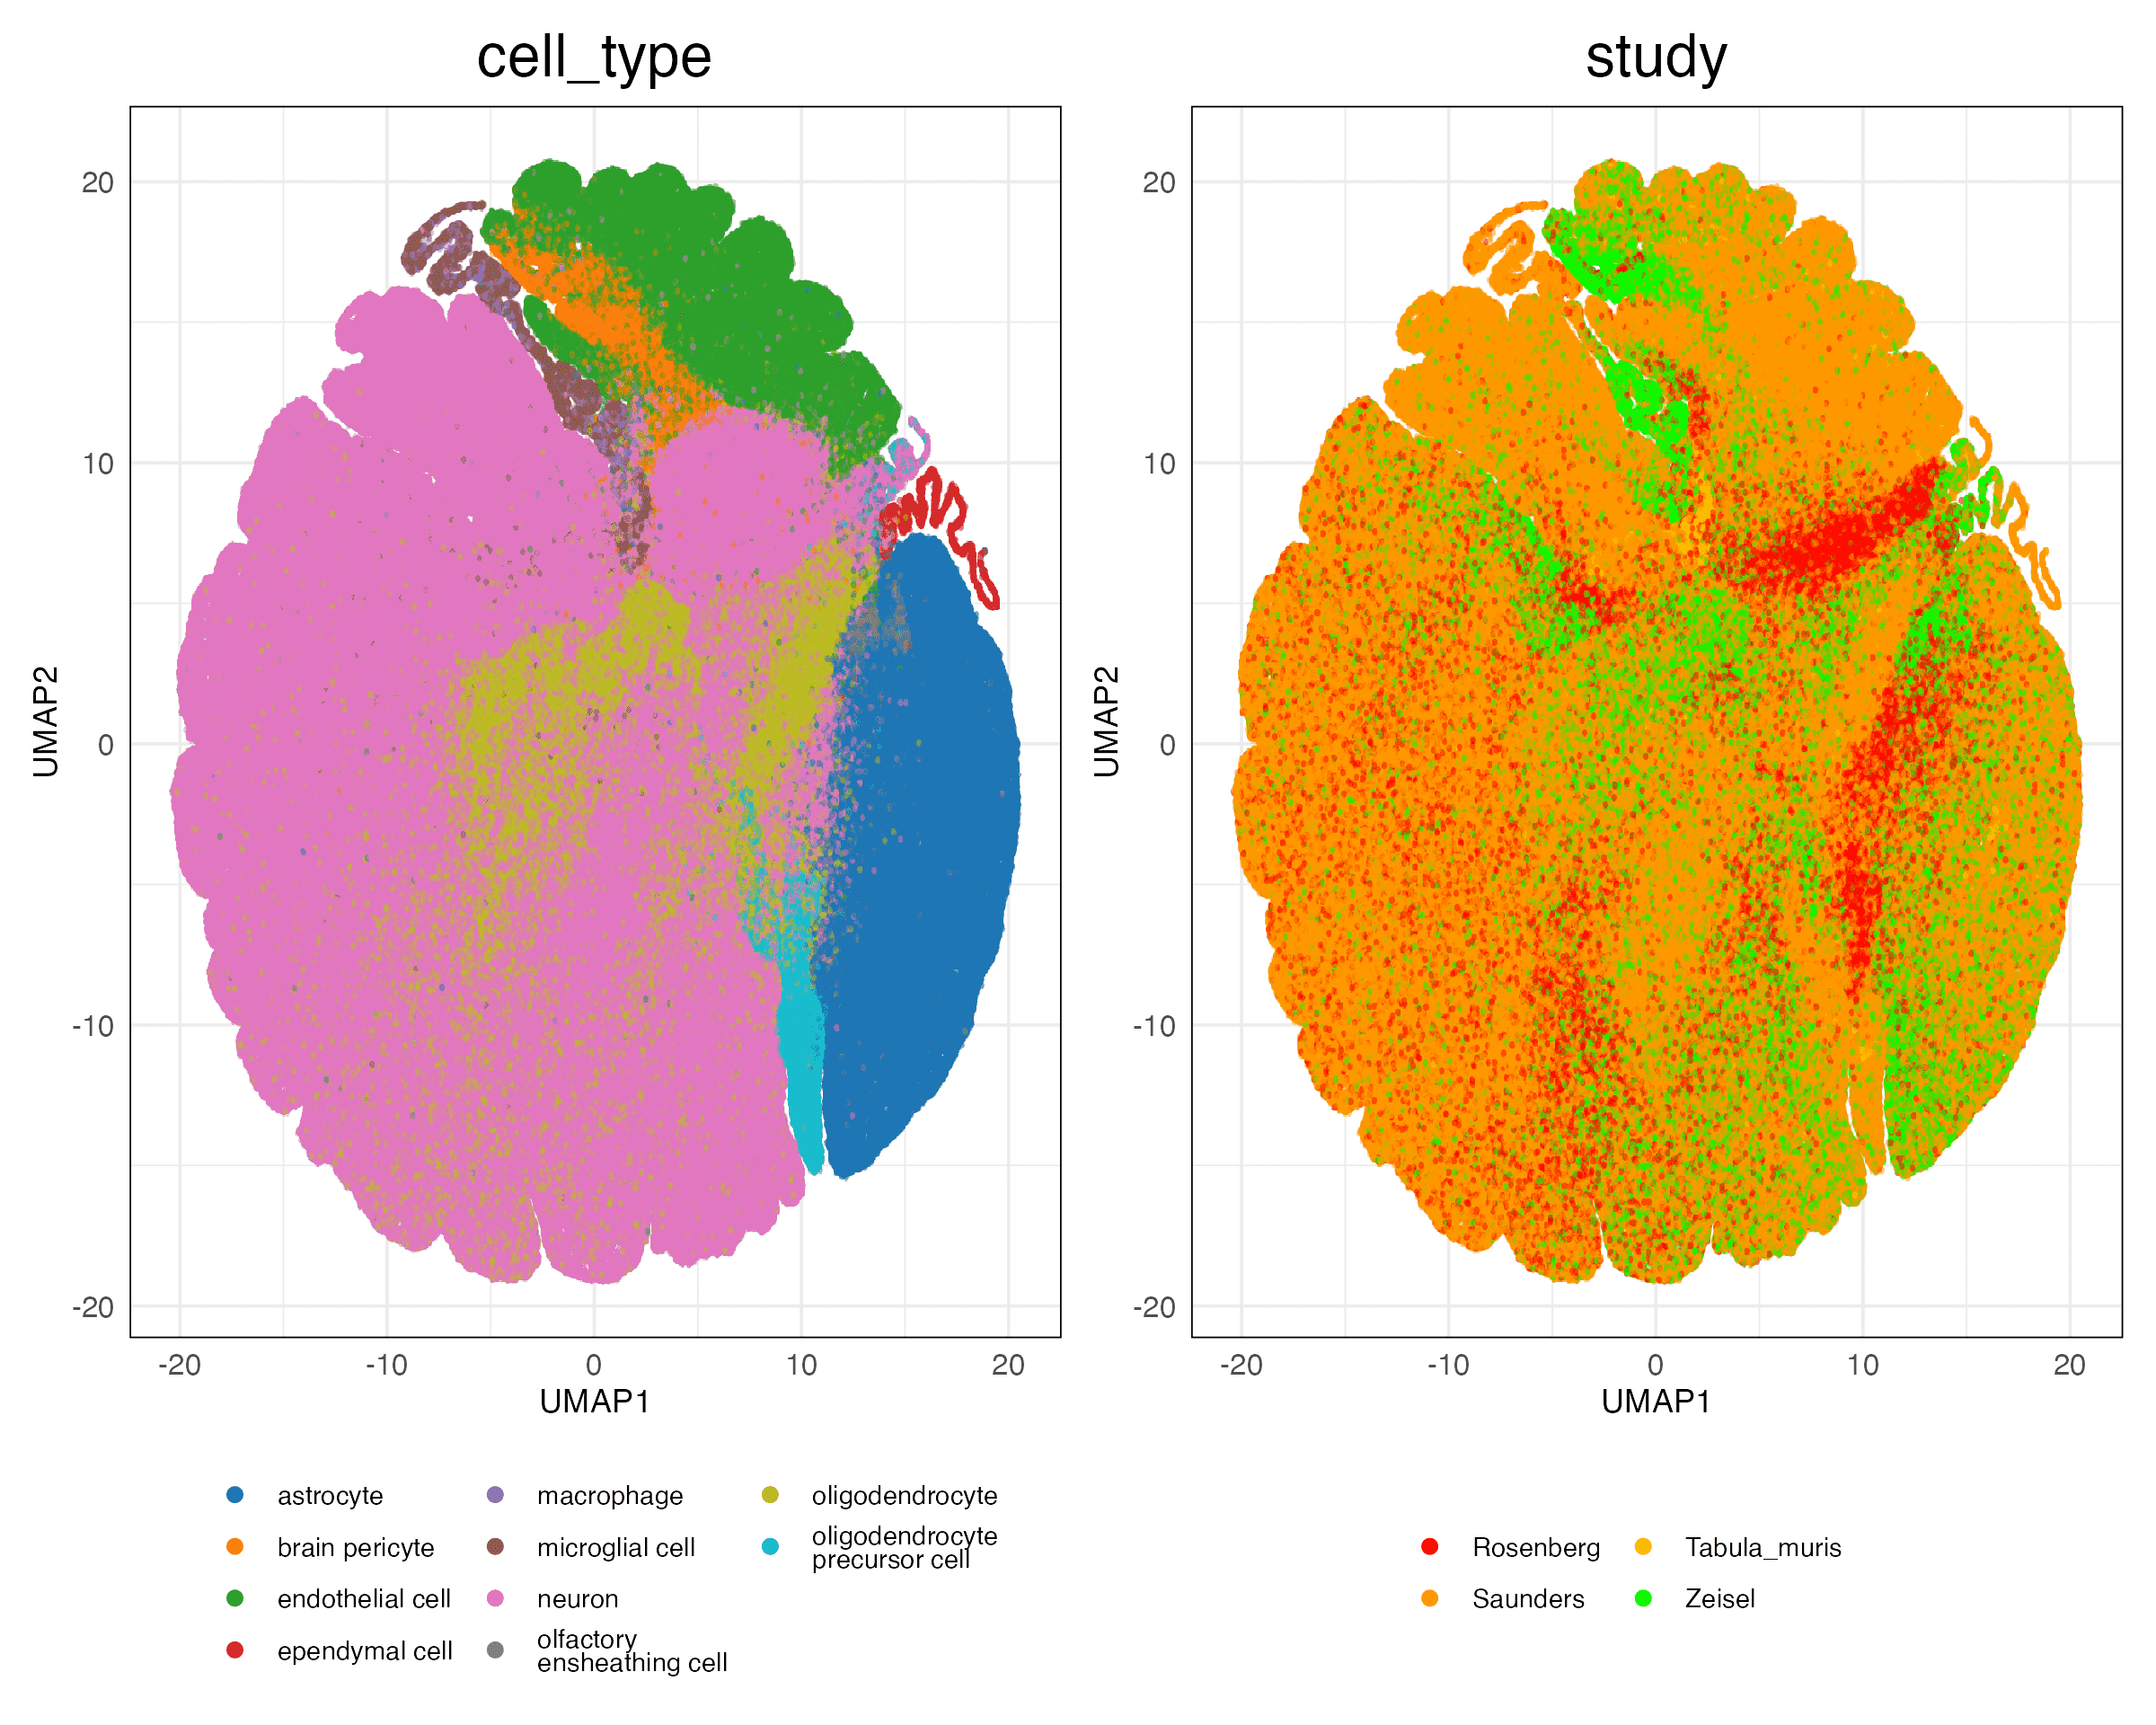 cell_type
study
20
10
0
-10
-20
-20
-10
0
10
20
UMAP1
UMAP2
20
10
0
-10
-20
-20
-10
0
10
20
UMAP1
UMAP2
astrocyte
brain pericyte
endothelial cell
ependymal cell
macrophage
microglial cell
neuron
olfactory
ensheathing cell
oligodendrocyte
oligodendrocyte
precursor cell
Rosenberg
Saunders
Tabula_muris
Zeisel